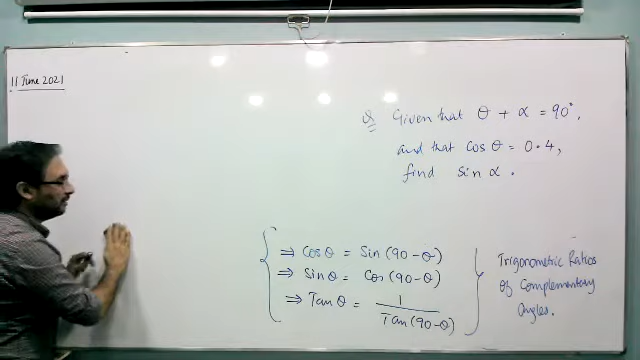 11 June 2021
Q Given that θ + α = 90°,
and that cos θ = 0.4,
find sin α.
⇒ Cos θ = Sin (90 - θ)
⇒ Sin θ = Cos (90 - θ)
⇒ Tan θ = 1 / Tan (90 - θ)
Trigonometric Ratios
of Complementary
Angles.